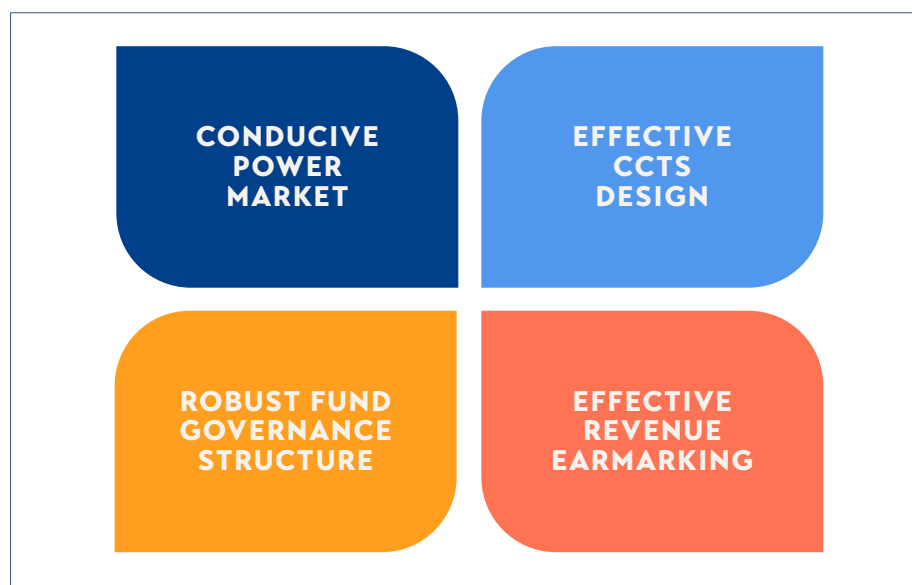 CONDUCIVE
POWER
MARKET
EFFECTIVE
CCTS
DESIGN
ROBUST FUND
GOVERNANCE
STRUCTURE
EFFECTIVE
REVENUE
EARMARKING